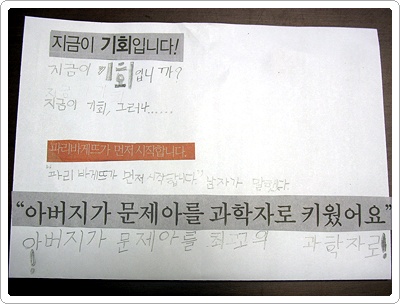 지금이 기회입니다!
지금이 기회입니까?
지금이 기회, 그러나......
파리바게뜨가 먼저 시작합니다.
"파리바게뜨가 먼저 시작합니다." 남자가 말했다
"아버지가 문제아를 과학자로 키웠어요"
아버지가 문제아를 최고의 과학자로!